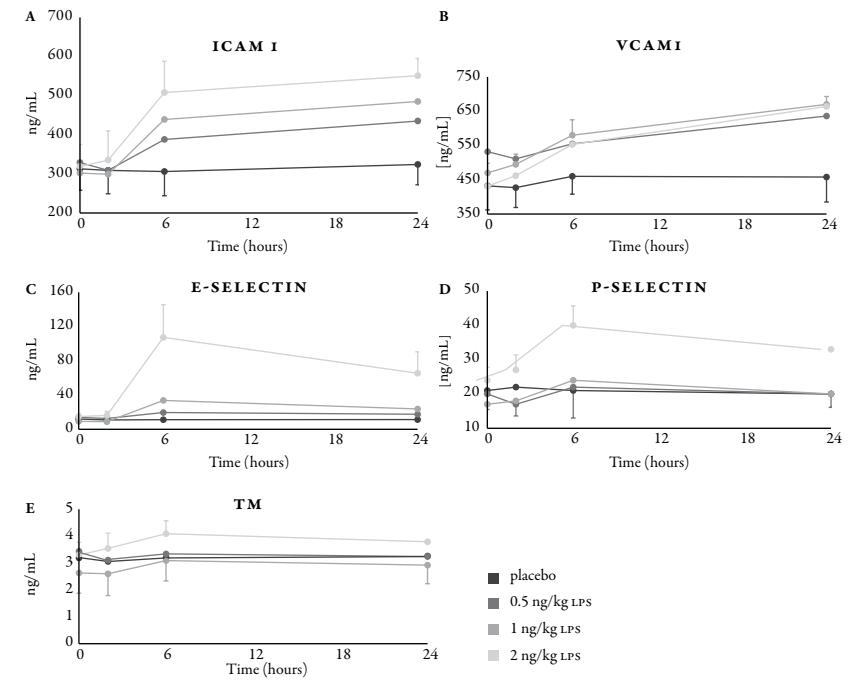 A
ICAM 1
ng/mL
700
600
500
400
300
200
0 6 12 18 24
Time (hours)
B
VCAM1
[ng/mL]
750
650
550
450
350
0 6 12 18 24
Time (hours)
C
E-SELECTIN
ng/mL
160
120
80
40
0
0 6 12 18 24
Time (hours)
D
P-SELECTIN
[ng/mL]
50
40
30
20
10
0 6 12 18 24
Time (hours)
E
TM
ng/mL
5
4
3
2
1
0
0 6 12 18 24
Time (hours)
placebo
0.5 ng/kg LPS
1 ng/kg LPS
2 ng/kg LPS